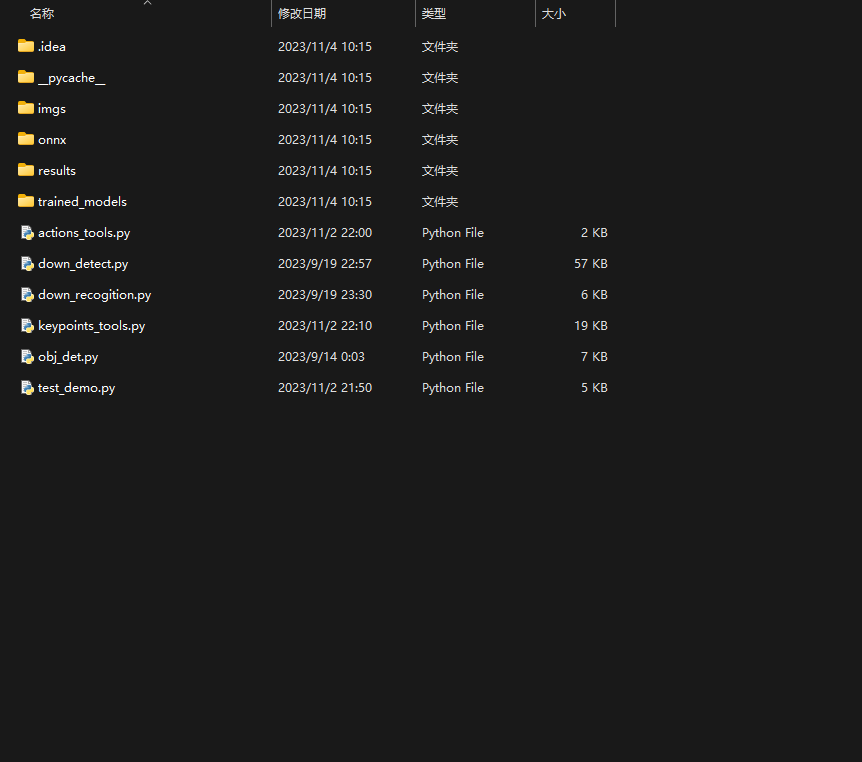 名称 修改日期 类型 大小
.idea 2023/11/4 10:15 文件夹
__pycache__ 2023/11/4 10:15 文件夹
imgs 2023/11/4 10:15 文件夹
onnx 2023/11/4 10:15 文件夹
results 2023/11/4 10:15 文件夹
trained_models 2023/11/4 10:15 文件夹
actions_tools.py 2023/11/2 22:00 Python File 2 KB
down_detect.py 2023/9/19 22:57 Python File 57 KB
down_recogition.py 2023/9/19 23:30 Python File 6 KB
keypoints_tools.py 2023/11/2 22:10 Python File 19 KB
obj_det.py 2023/9/14 0:03 Python File 7 KB
test_demo.py 2023/11/2 21:50 Python File 5 KB